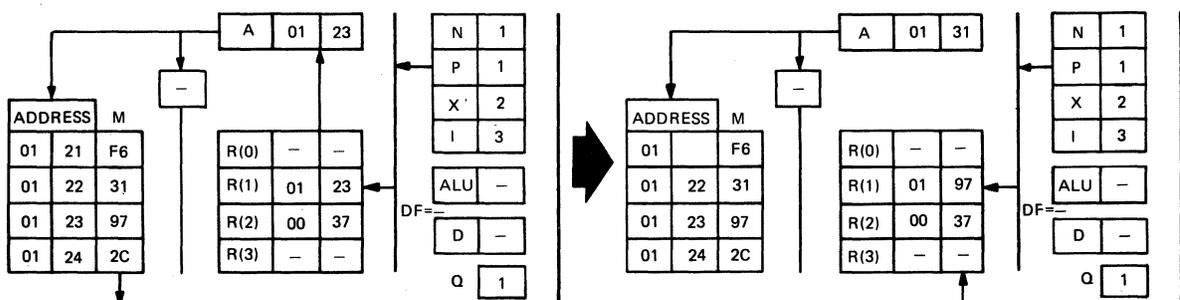 A 01 23
N 1
P 1
X 2
I 3
–
ADDRESS M
01 21 F6
01 22 31
01 23 97
01 24 2C
R(0) – –
R(1) 01 23
R(2) 00 37
R(3) – –
ALU –
DF=–
D –
Q 1
A 01 31
N 1
P 1
X 2
I 3
–
ADDRESS M
01 F6
01 22 31
01 23 97
01 24 2C
R(0) – –
R(1) 01 97
R(2) 00 37
R(3) – –
ALU –
DF=–
D –
Q 1